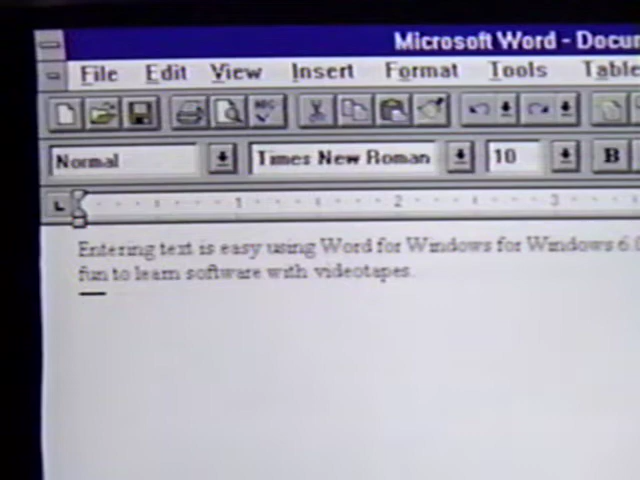 Microsoft Word - Docu
File Edit View Insert Format Tools Table
ABC
Normal Times New Roman 10 B
L 1 2 3
Entering text is easy using Word for Windows for Windows 6.0
fun to learn software with videotapes.